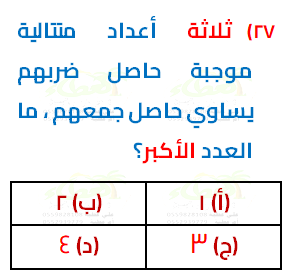 ٢٧) ثلاثة أعداد متتالية
موجبة حاصل ضربهم
يساوي حاصل جمعهم ، ما
العدد الأكبر؟
(أ) ١ (ب) ٢
(ج) ٣ (د) ٤